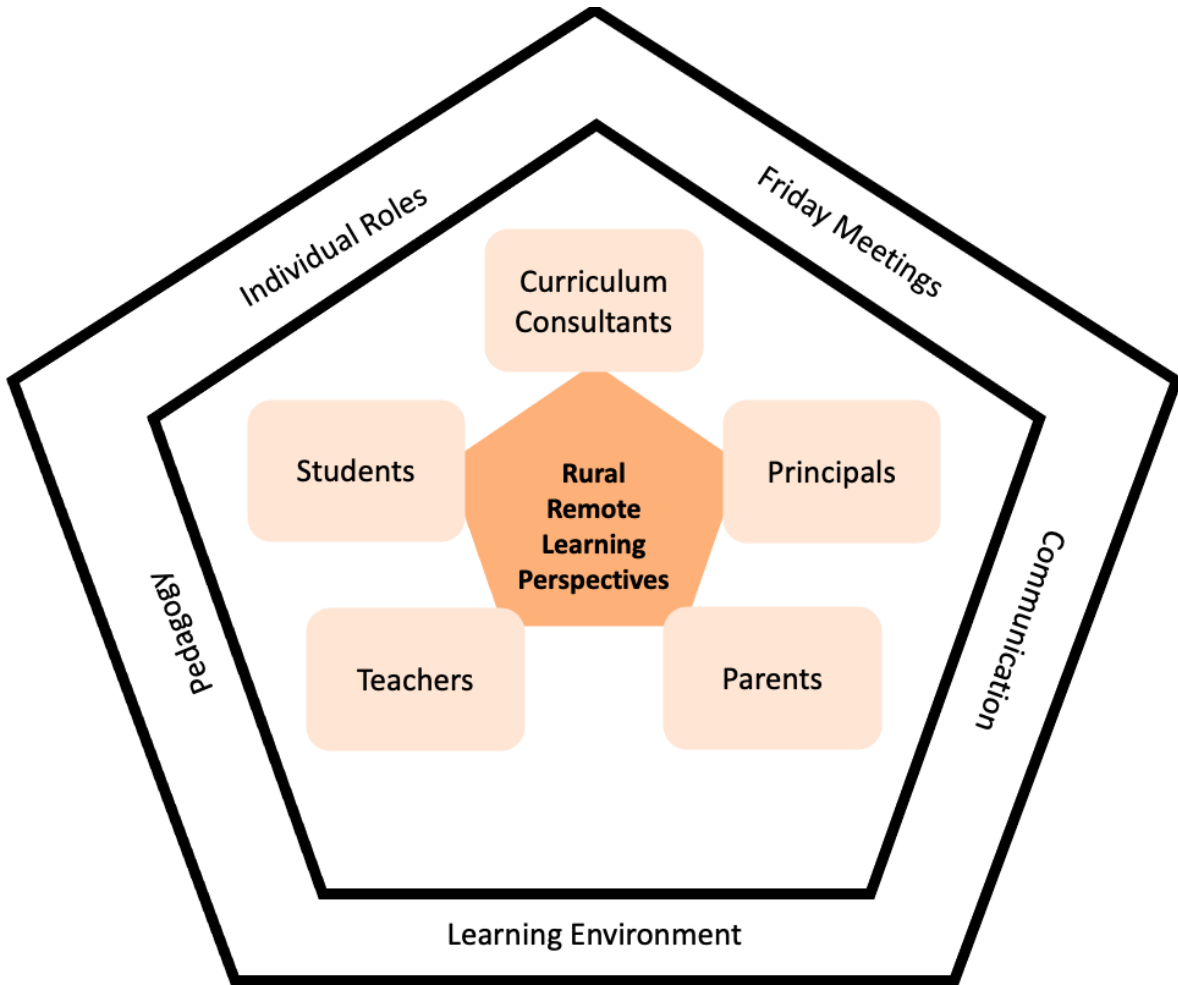 Individual Roles
Friday Meetings
Curriculum
Consultants
Students
Principals
Rural
Remote
Learning
Perspectives
Pedagogy
Communication
Teachers
Parents
Learning Environment